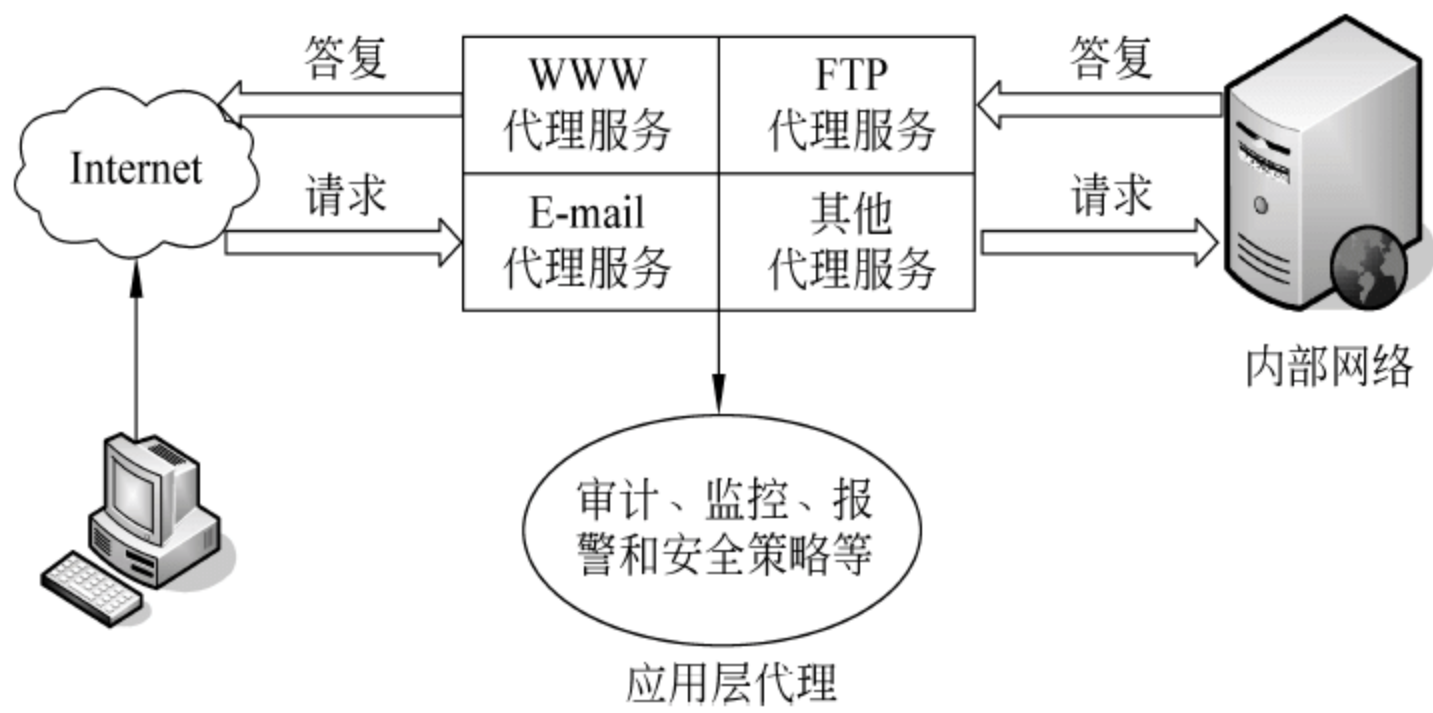 答复
WWW
代理服务
FTP
代理服务
答复
Internet
请求
E-mail
代理服务
其他
代理服务
请求
内部网络
审计、监控、报
警和安全策略等
应用层代理